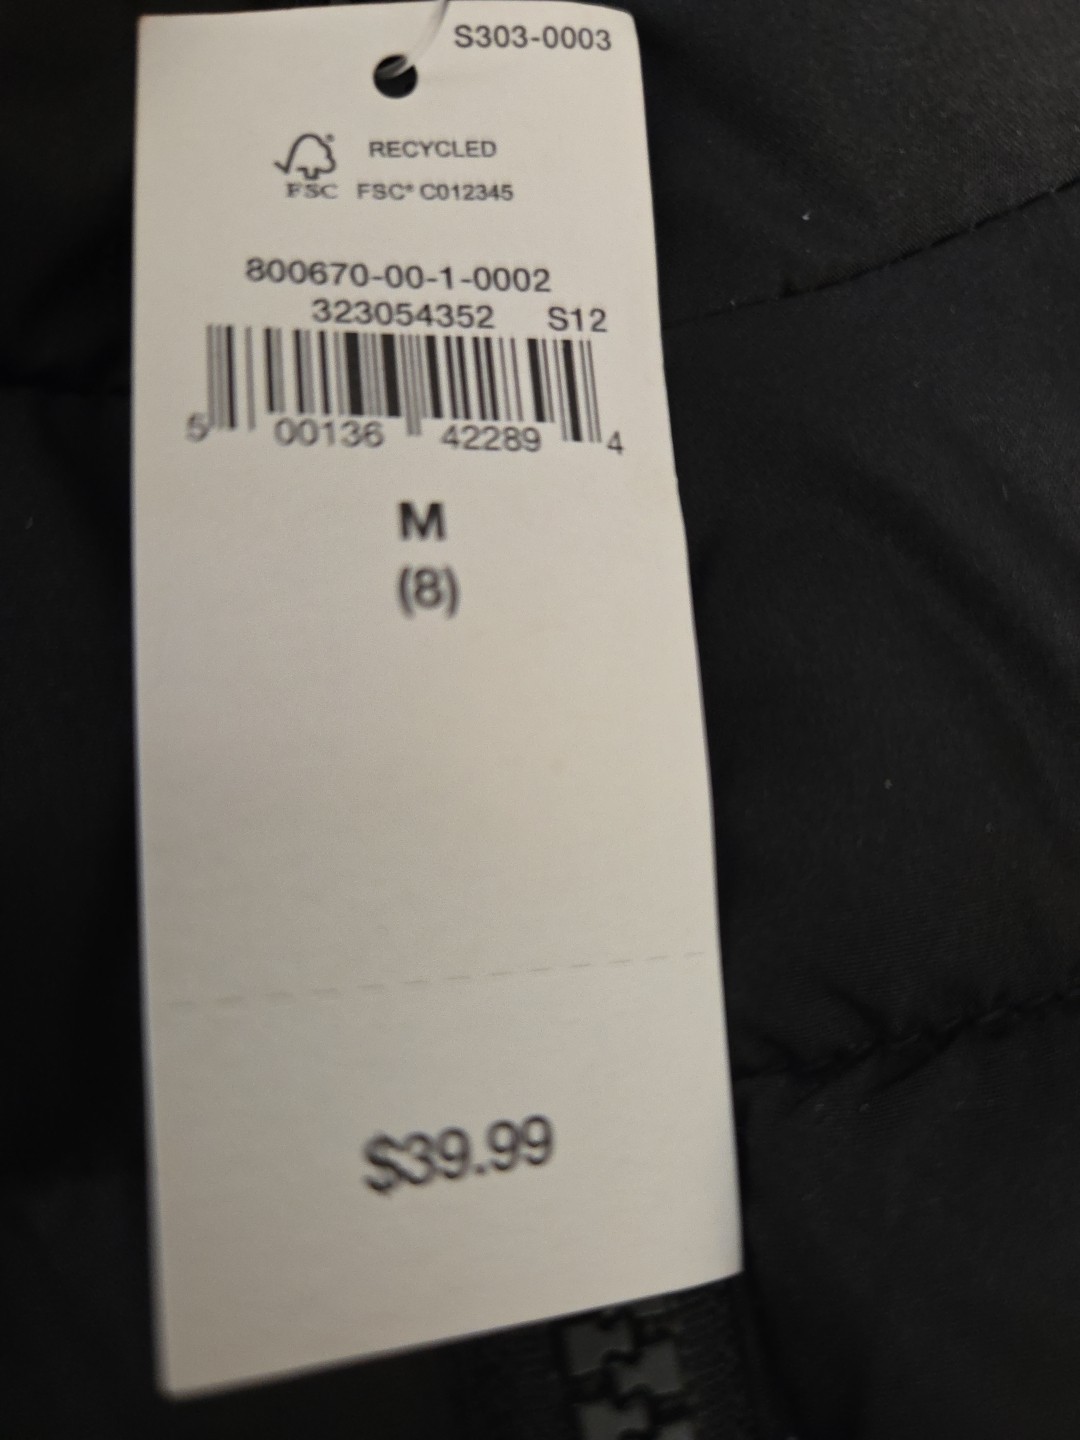 S303-0003
RECYCLED
FSC FSC® C012345
800670-00-1-0002
323054352 S12
5 00136 42289 4
M
(8)
$39.99